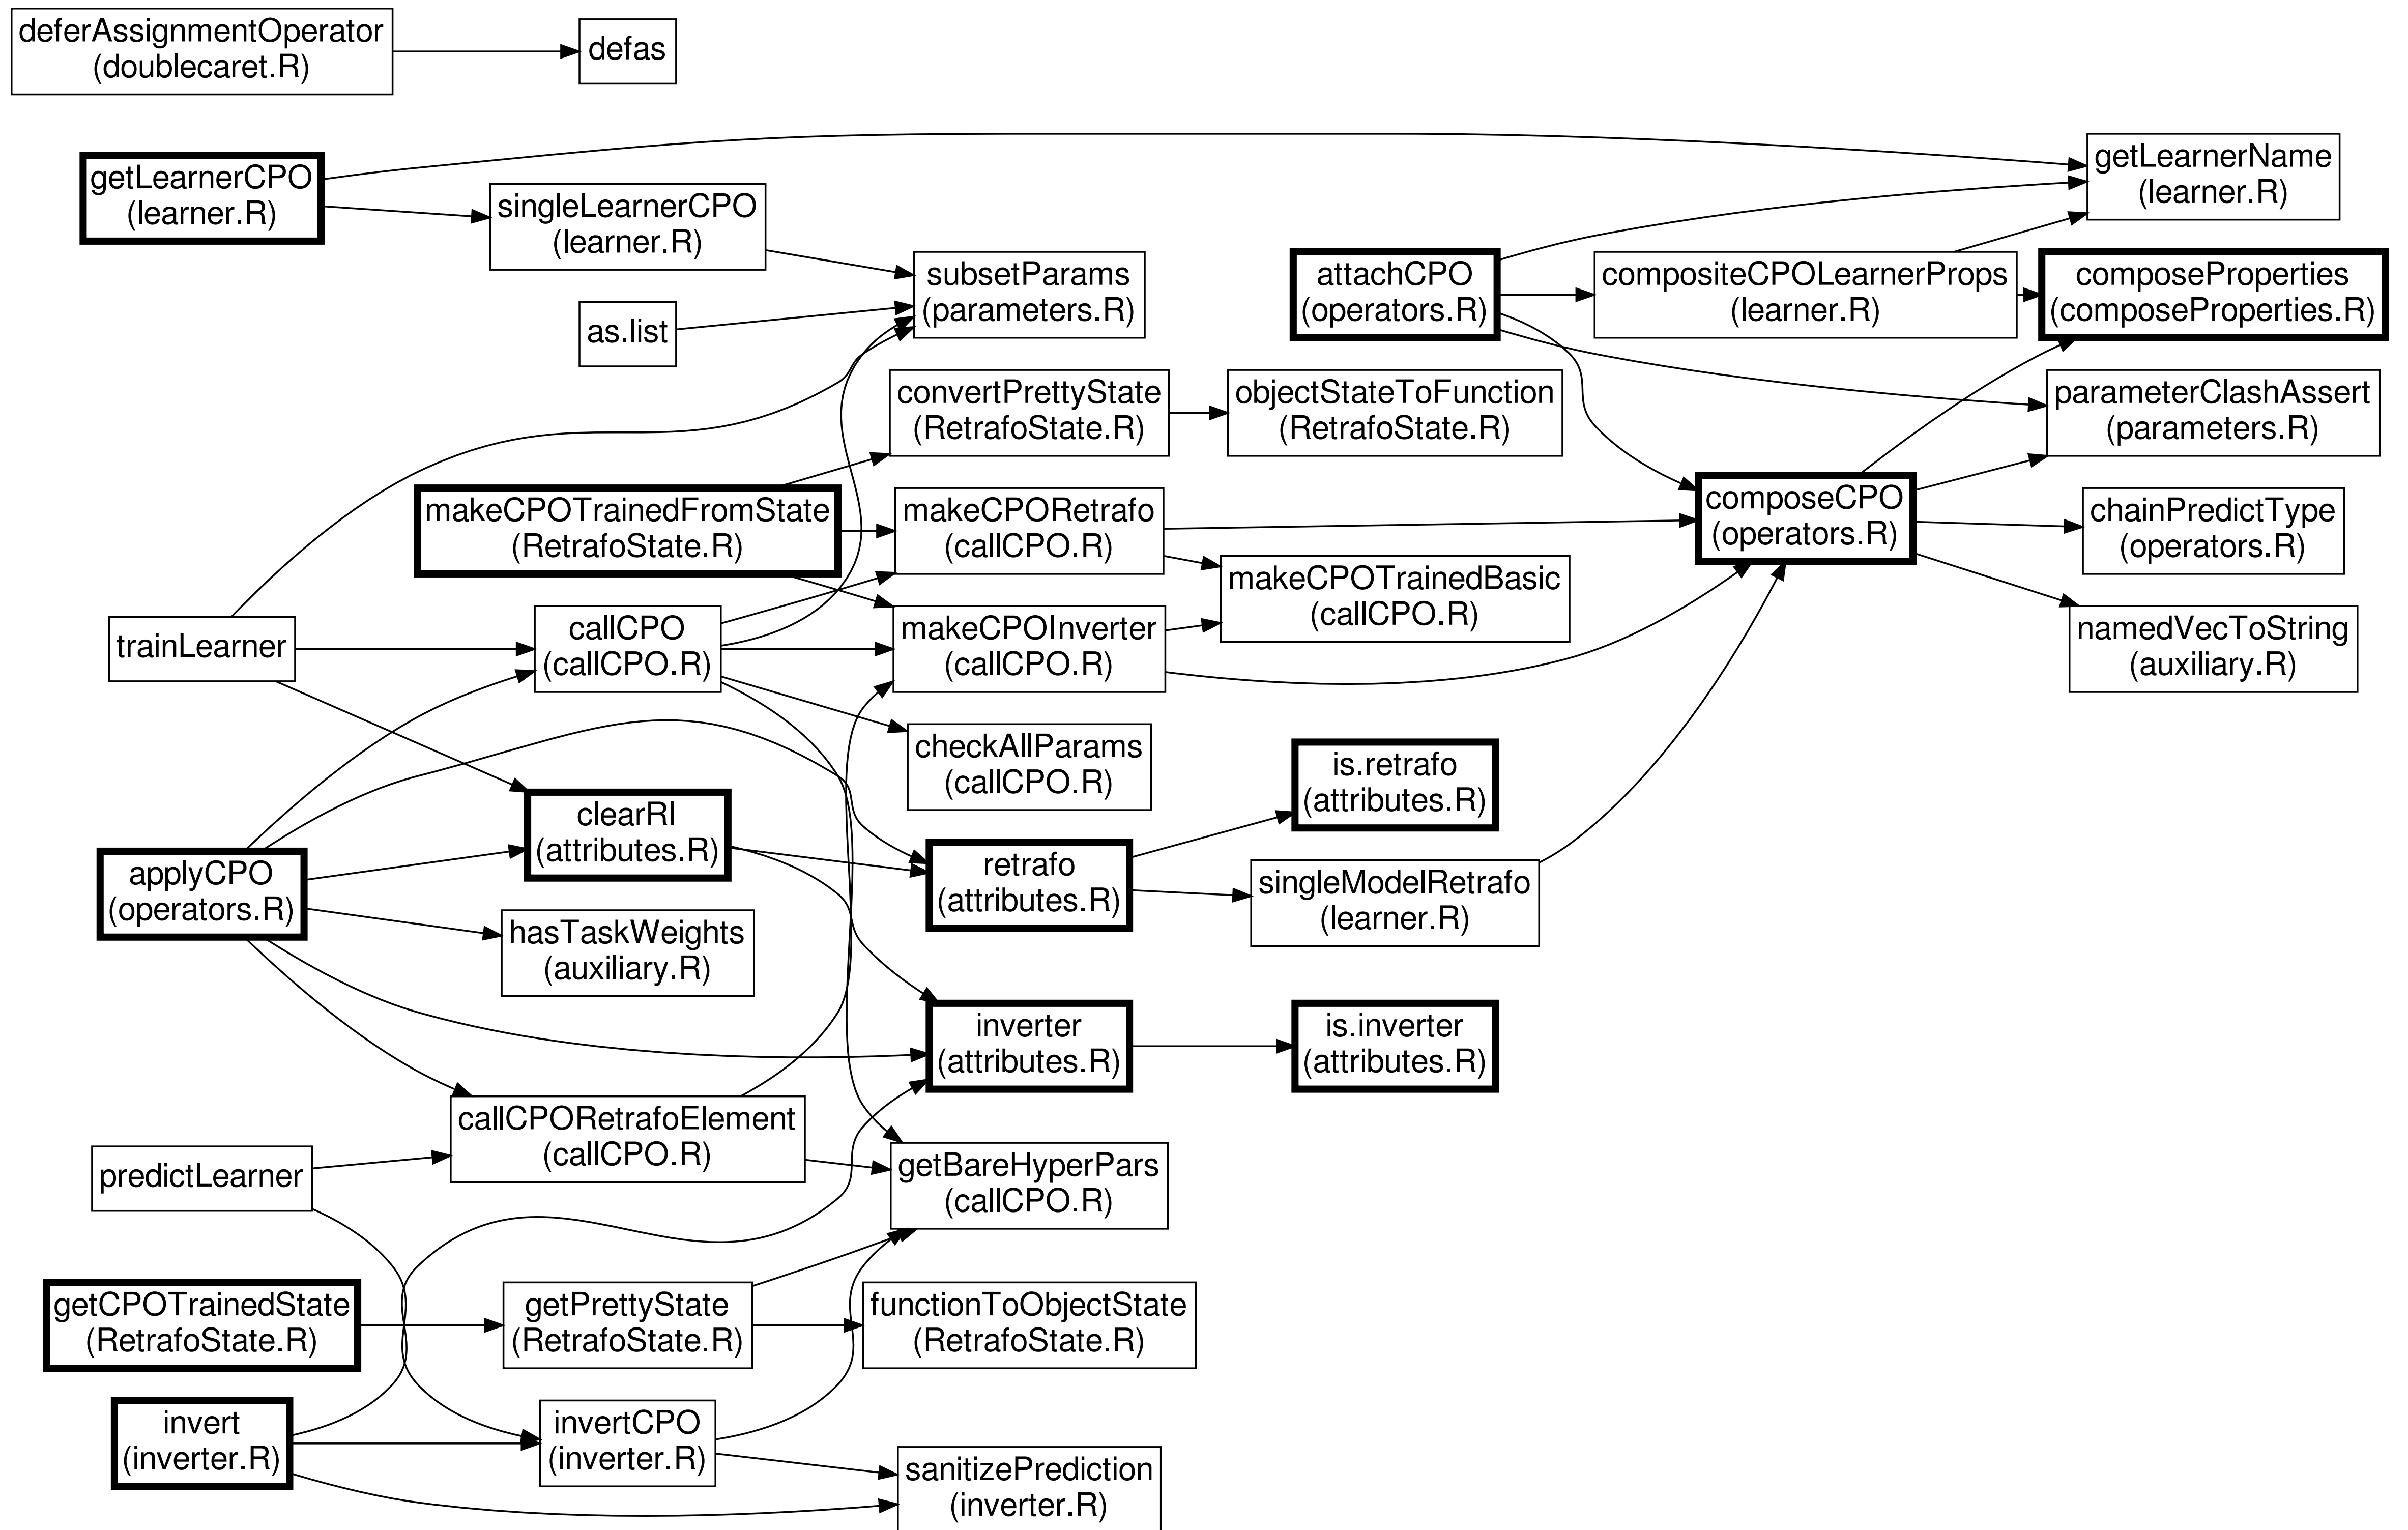 deferAssignmentOperator
(doublecaret.R)
defas
getLearnerCPO
(learner.R)
singleLearnerCPO
(learner.R)
as.list
subsetParams
(parameters.R)
attachCPO
(operators.R)
compositeCPOLearnerProps
(learner.R)
getLearnerName
(learner.R)
composeProperties
(composeProperties.R)
convertPrettyState
(RetrafoState.R)
objectStateToFunction
(RetrafoState.R)
parameterClashAssert
(parameters.R)
makeCPOTrainedFromState
(RetrafoState.R)
makeCPORetrafo
(callCPO.R)
composeCPO
(operators.R)
chainPredictType
(operators.R)
makeCPOTrainedBasic
(callCPO.R)
trainLearner
callCPO
(callCPO.R)
makeCPOInverter
(callCPO.R)
namedVecToString
(auxiliary.R)
checkAllParams
(callCPO.R)
is.retrafo
(attributes.R)
clearRI
(attributes.R)
applyCPO
(operators.R)
retrafo
(attributes.R)
singleModelRetrafo
(learner.R)
hasTaskWeights
(auxiliary.R)
inverter
(attributes.R)
is.inverter
(attributes.R)
callCPORetrafoElement
(callCPO.R)
predictLearner
getBareHyperPars
(callCPO.R)
getCPOTrainedState
(RetrafoState.R)
getPrettyState
(RetrafoState.R)
functionToObjectState
(RetrafoState.R)
invert
(inverter.R)
invertCPO
(inverter.R)
sanitizePrediction
(inverter.R)